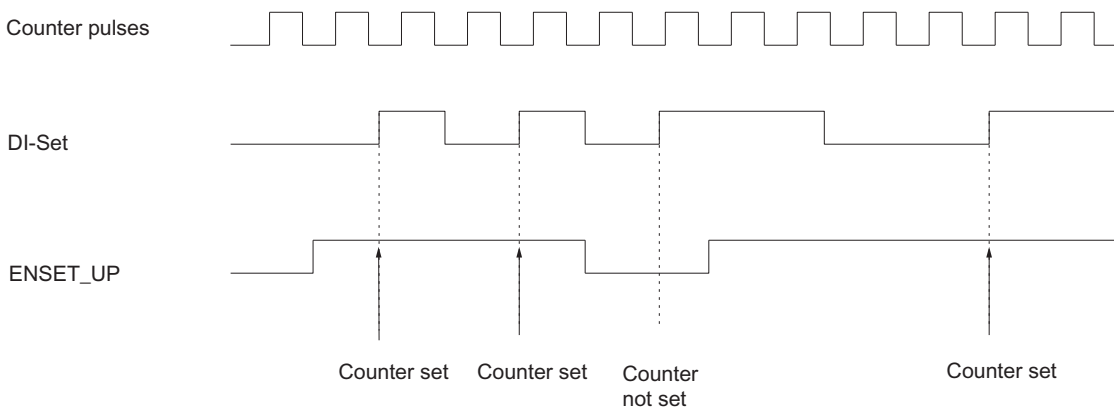 Counter pulses
DI-Set
ENSET_UP
Counter set
Counter set
Counter
not set
Counter set